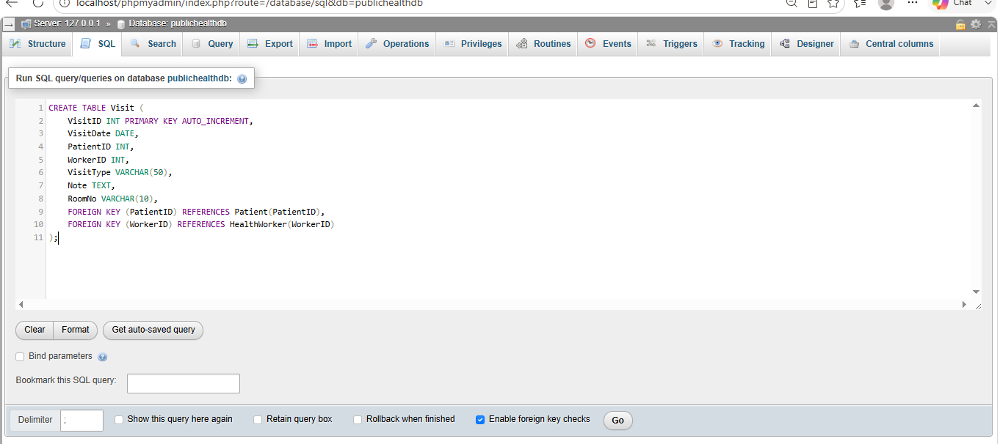 localhost/phpmyadmin/index.php?route=/database/sql&db=publichealthdb
Chat
Server: 127.0.0.1 » Database: publichealthdb
Structure SQL Search Query Export Import Operations Privileges Routines Events Triggers Tracking Designer Central columns
Run SQL query/queries on database publichealthdb:
1 CREATE TABLE Visit (
2 VisitID INT PRIMARY KEY AUTO_INCREMENT,
3 VisitDate DATE,
4 PatientID INT,
5 WorkerID INT,
6 VisitType VARCHAR(50),
7 Note TEXT,
8 RoomNo VARCHAR(10),
9 FOREIGN KEY (PatientID) REFERENCES Patient(PatientID),
10 FOREIGN KEY (WorkerID) REFERENCES HealthWorker(WorkerID)
11 );
Clear Format Get auto-saved query
Bind parameters
Bookmark this SQL query:
Delimiter ; Show this query here again Retain query box Rollback when finished Enable foreign key checks Go